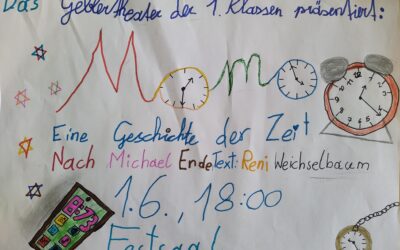 Das der 1. Klassen präsentiert:
Momo
Eine Geschichte der Zeit
Nach Michael Ende Text: Reni Weichselbaum
1.6., 18:00
Festsaal